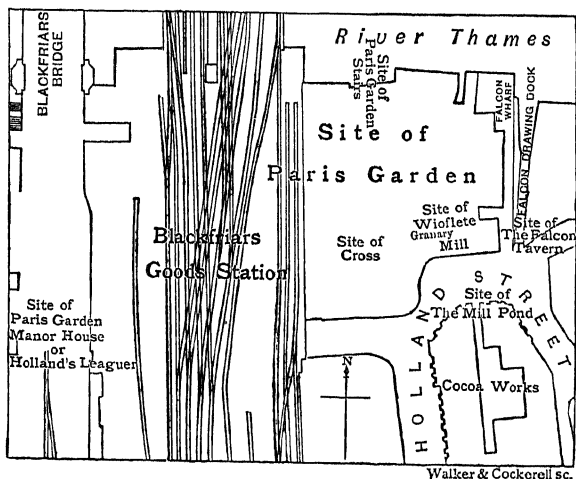 River Thames
BLACKFRIARS
BRIDGE
Site of
Paris Garden
Stairs
FALCON
WHARF
FALCON DRAWING DOCK
Site of
Paris Garden
Site of
Wioflete
Granary
Mill
Site of
The Falcon
Tavern
Blackfriars
Goods Station
Site of
Cross
Site of
The Mill Pond
HOLLAND STREET
Site of
Paris Garden
Manor House
or
Holland's Leaguer
N
Cocoa Works
Walker & Cockerell sc.